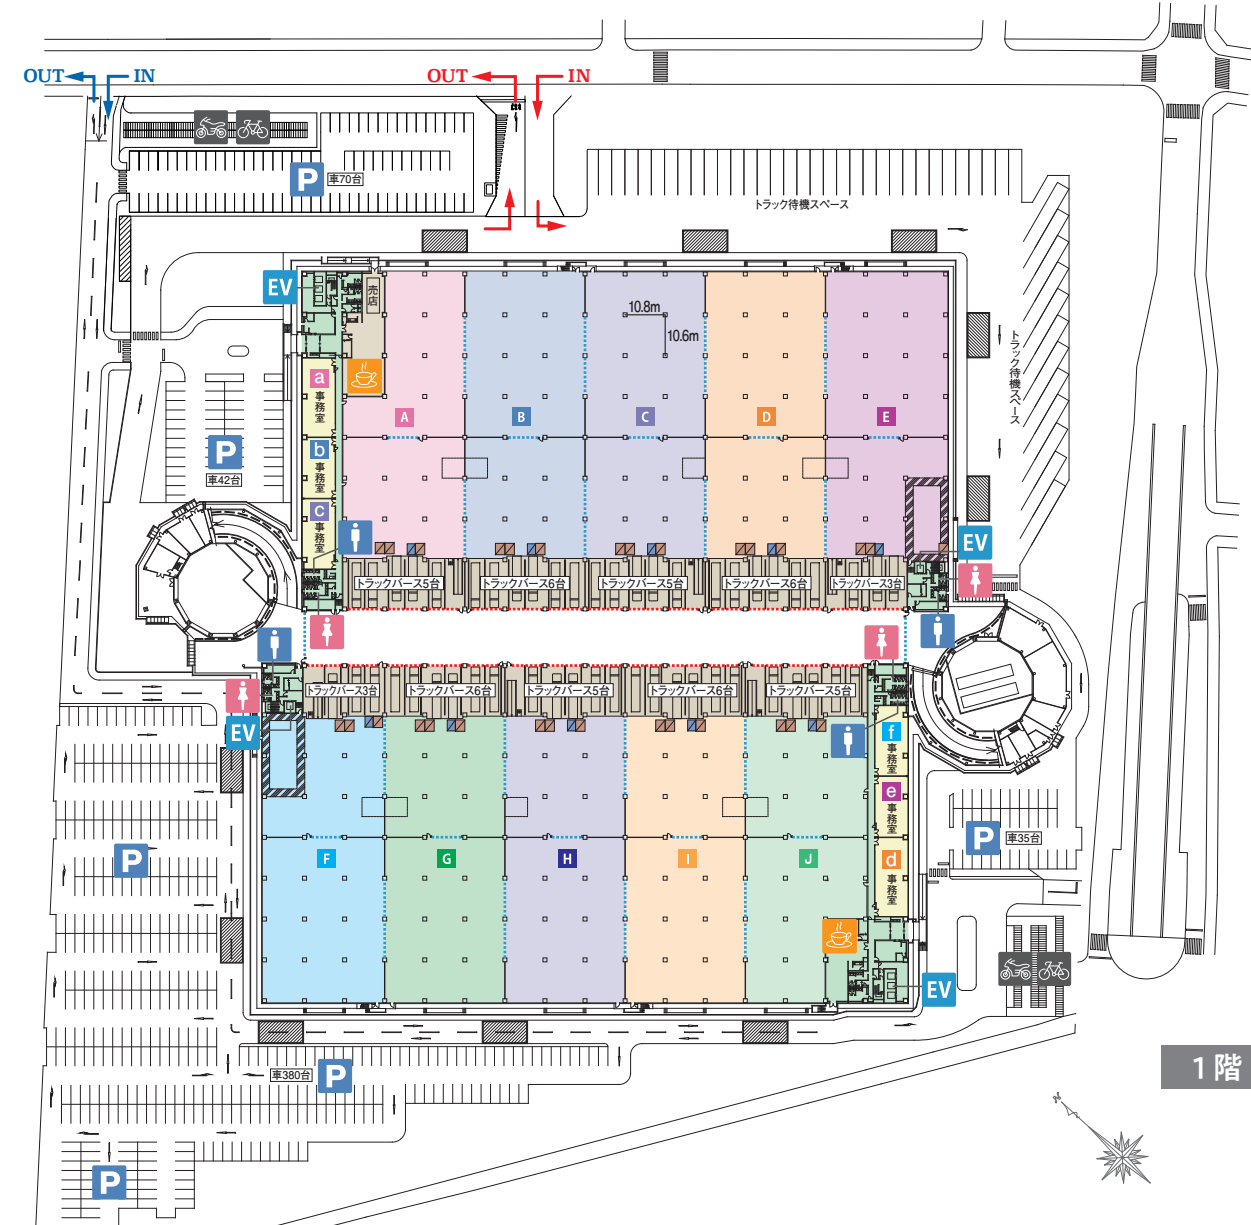 OUT
IN
OUT
IN
P
車70台
トラック待機スペース
EV
売店
10.8m
10.6m
トラック待機スペース
a
事務室
A
B
C
D
E
b
事務室
P
車42台
c
事務室
EV
トラックバース5台
トラックバース6台
トラックバース5台
トラックバース6台
トラックバース3台
トラックバース3台
トラックバース6台
トラックバース5台
トラックバース6台
トラックバース5台
EV
f
事務室
e
事務室
P
車35台
P
F
G
H
I
J
d
事務室
EV
車380台
P
1階
N
P